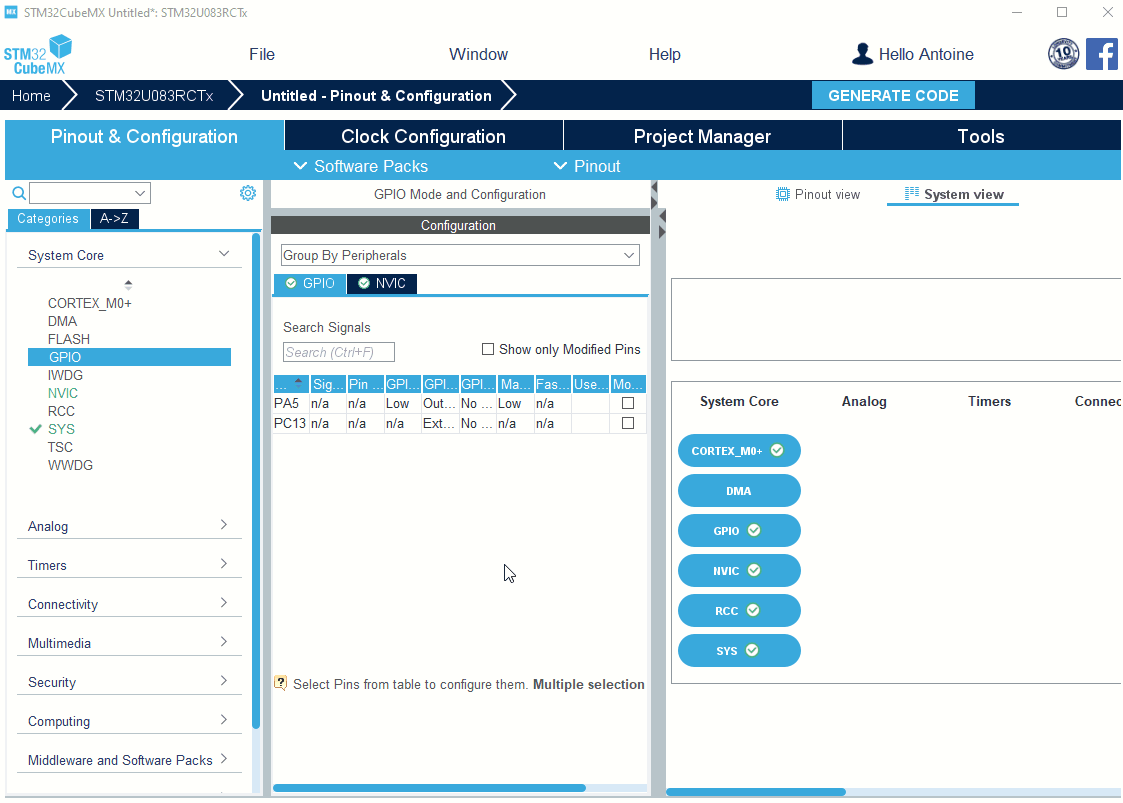 MX STM32CubeMX Untitled*: STM32U083RCTx
STM32
CubeMX
File
Window
Help
Hello Antoine
10
Home
STM32U083RCTx
Untitled - Pinout & Configuration
GENERATE CODE
Pinout & Configuration
Clock Configuration
Project Manager
Tools
Software Packs
Pinout
Categories
A->Z
System Core
CORTEX_M0+
DMA
FLASH
GPIO
IWDG
NVIC
RCC
SYS
TSC
WWDG
Analog
Timers
Connectivity
Multimedia
Security
Computing
Middleware and Software Packs
GPIO Mode and Configuration
Configuration
Group By Peripherals
GPIO
NVIC
Search Signals
Search (Ctrl+F)
Show only Modified Pins
... Sig... Pin ... GPI... GPI... GPI... Ma... Fas... Use... Mo...
PA5 n/a n/a Low Out... No ... Low n/a
PC13 n/a n/a n/a Ext... No ... n/a n/a
Select Pins from table to configure them. Multiple selection
Pinout view
System view
System Core
Analog
Timers
Connec
CORTEX_M0+
DMA
GPIO
NVIC
RCC
SYS